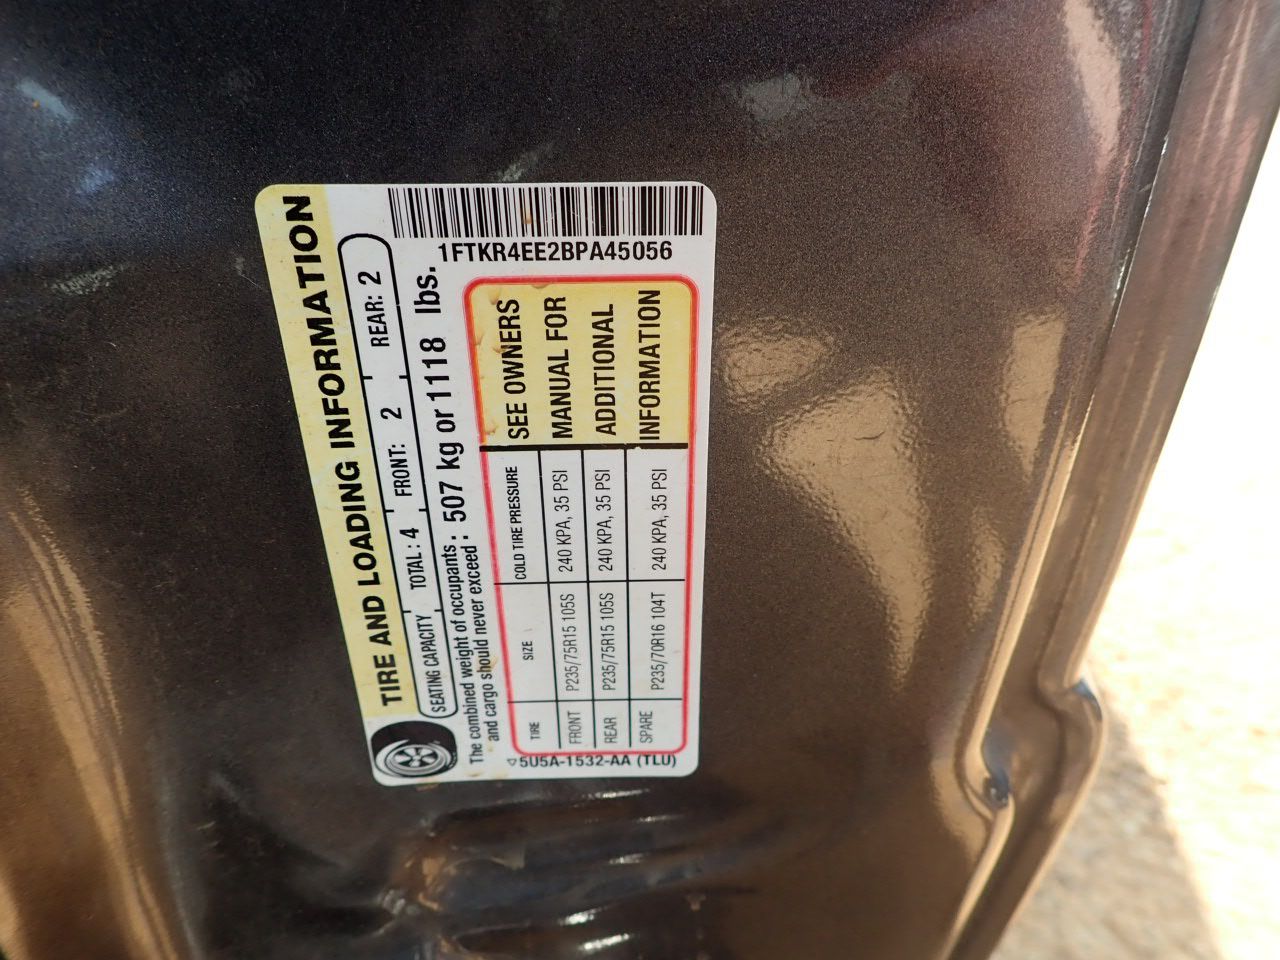 TIRE AND LOADING INFORMATION
SEATING CAPACITY TOTAL : 4 FRONT: 2 REAR: 2
The combined weight of occupants : 507 kg or 1118 lbs.
and cargo should never exceed :
TIRE SIZE COLD TIRE PRESSURE
FRONT P235/75R15 105S 240 KPA, 35 PSI
REAR P235/75R15 105S 240 KPA, 35 PSI
SPARE P235/70R16 104T 240 KPA, 35 PSI
SEE OWNERS
MANUAL FOR
ADDITIONAL
INFORMATION
5U5A-1532-AA (TLU)
1FTKR4EE2BPA45056